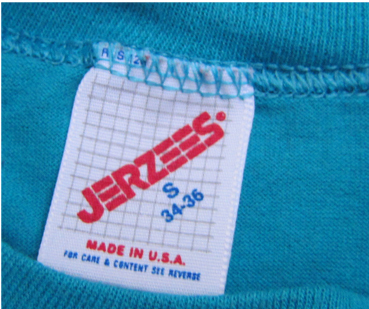 JERZEES
S
34-36
MADE IN U.S.A.
FOR CARE & CONTENT SEE REVERSE